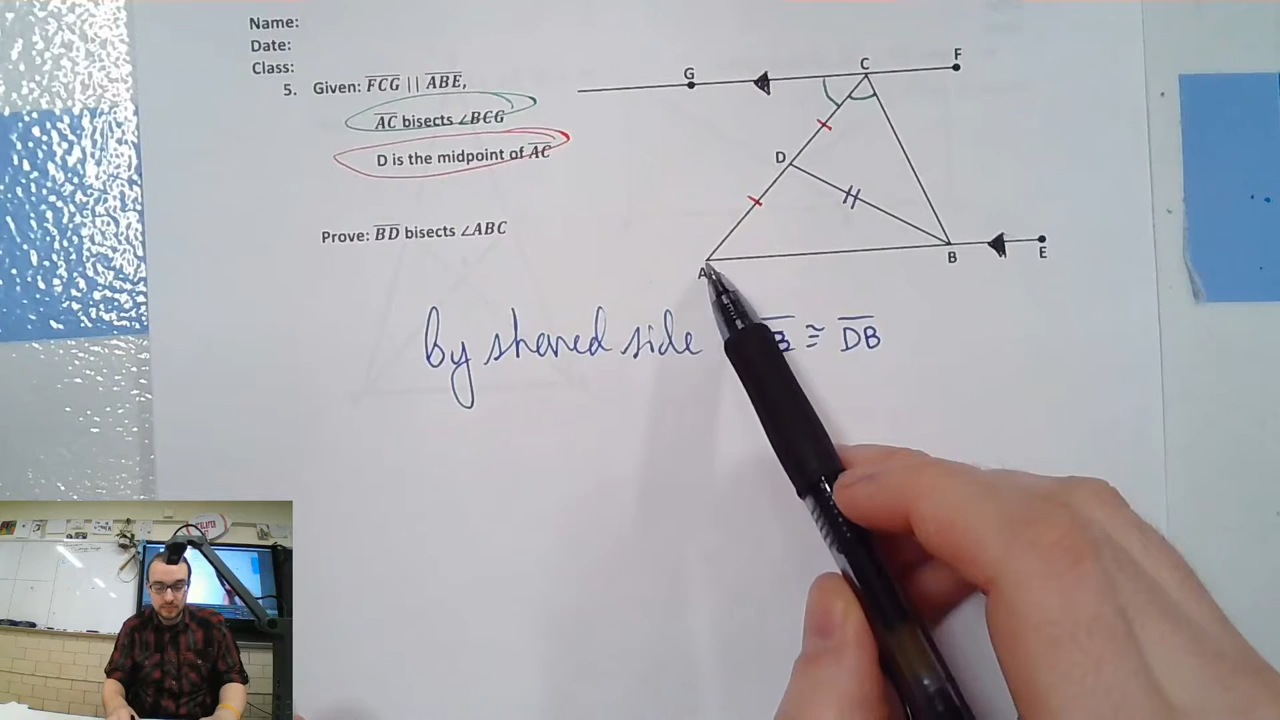 Name:
Date:
Class:
5. Given: FCG || ABE,
AC bisects ∠BCG
D is the midpoint of AC
Prove: BD bisects ∠ABC
G
C
F
D
A
B
E
by shared side B ≅ DB